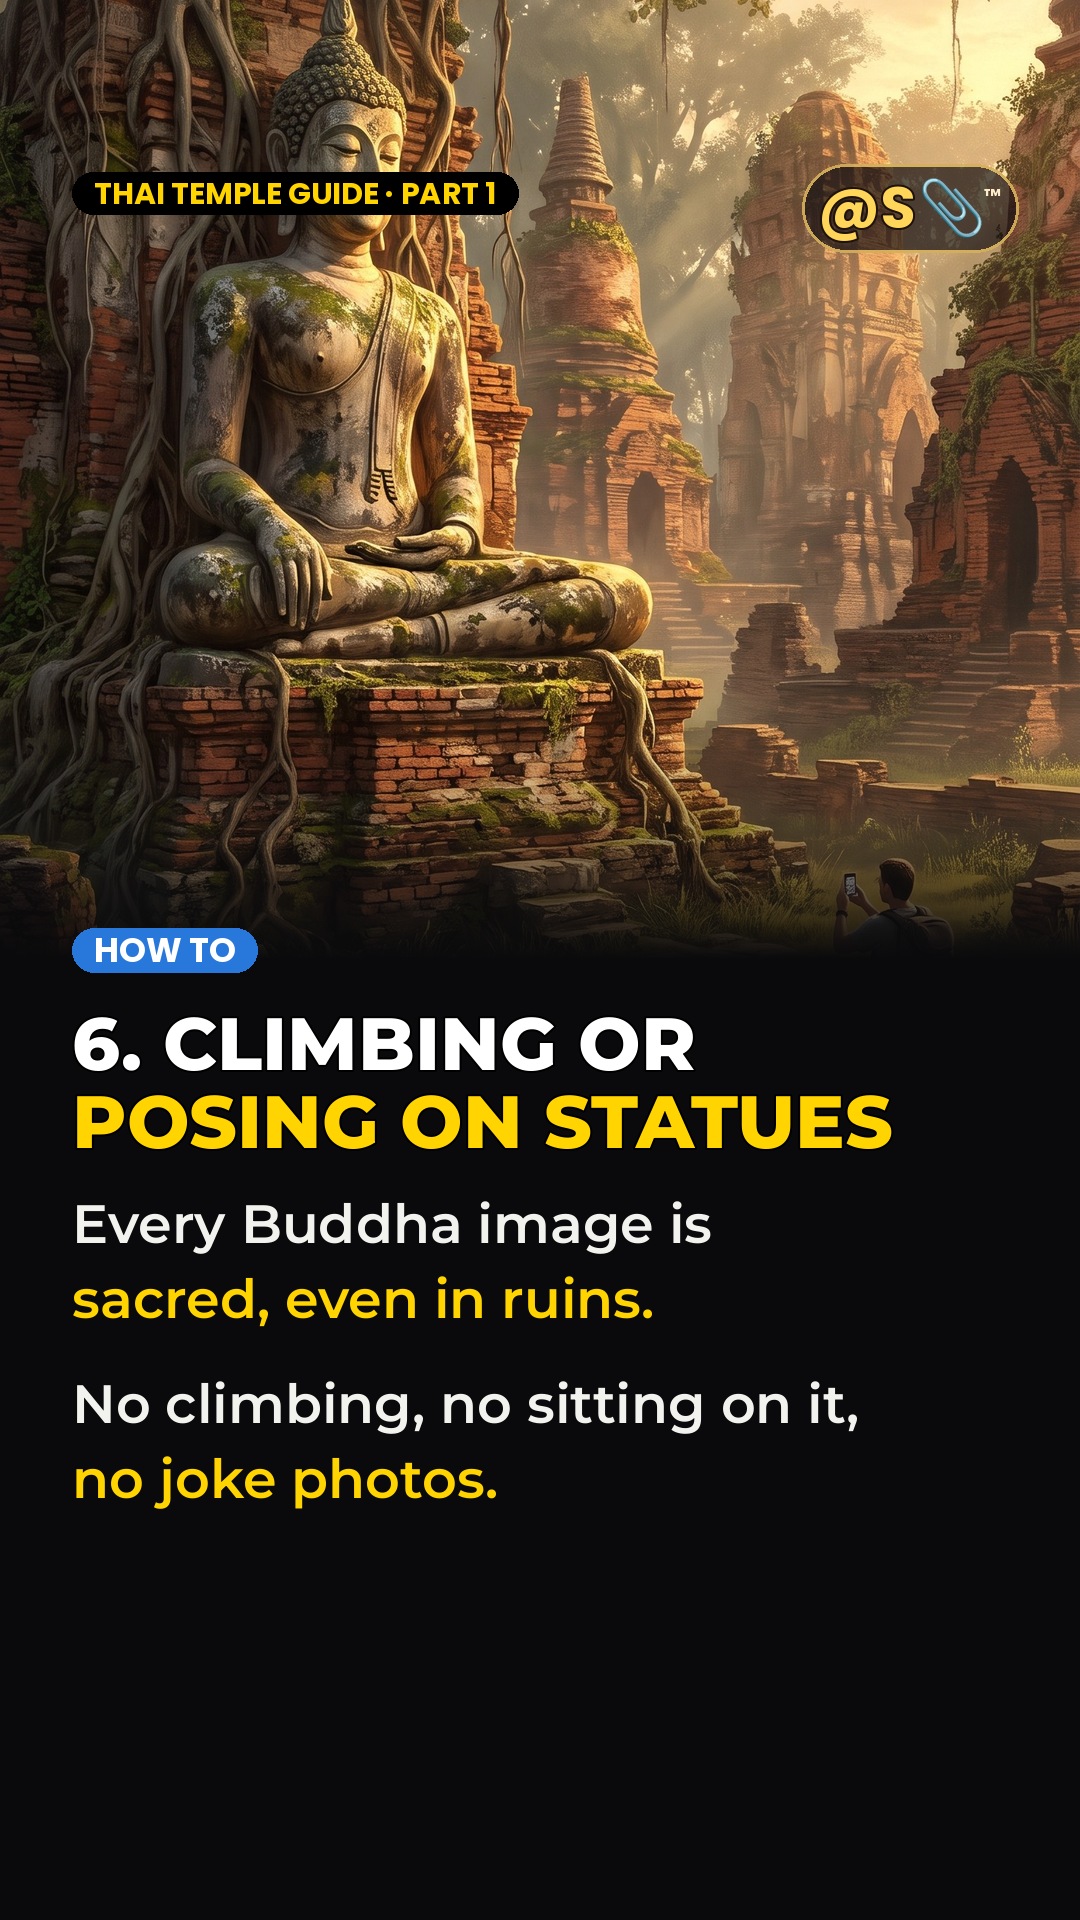 THAI TEMPLE GUIDE · PART 1
@S📎™
HOW TO
6. CLIMBING OR
POSING ON STATUES
Every Buddha image is
sacred, even in ruins.
No climbing, no sitting on it,
no joke photos.